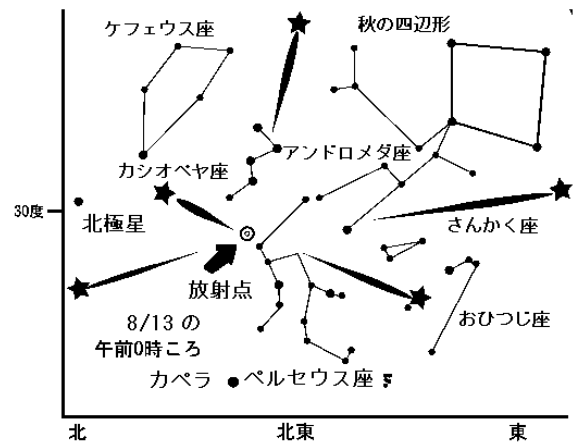 ケフェウス座
秋の四辺形
アンドロメダ座
カシオペヤ座
30度
北極星
さんかく座
放射点
8/13 の
午前0時ころ
おひつじ座
カペラ
ペルセウス座
北
北東
東